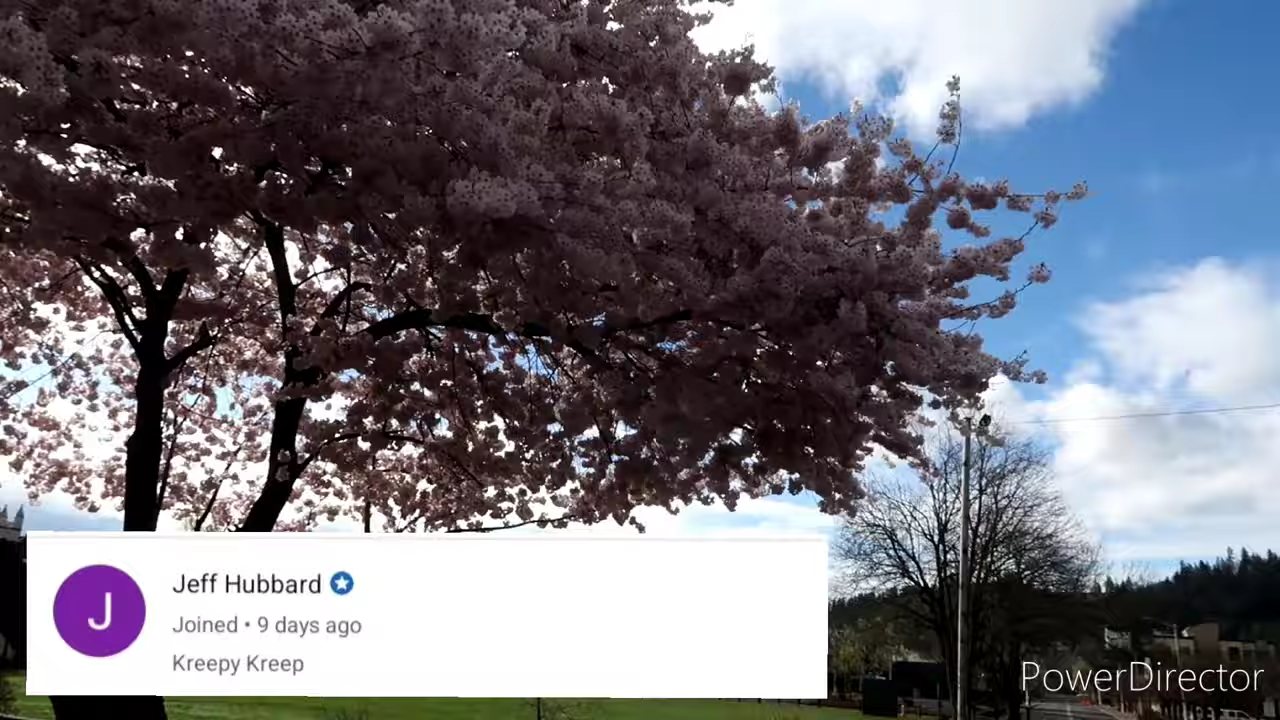 J
Jeff Hubbard
Joined • 9 days ago
Kreepy Kreep
PowerDirector